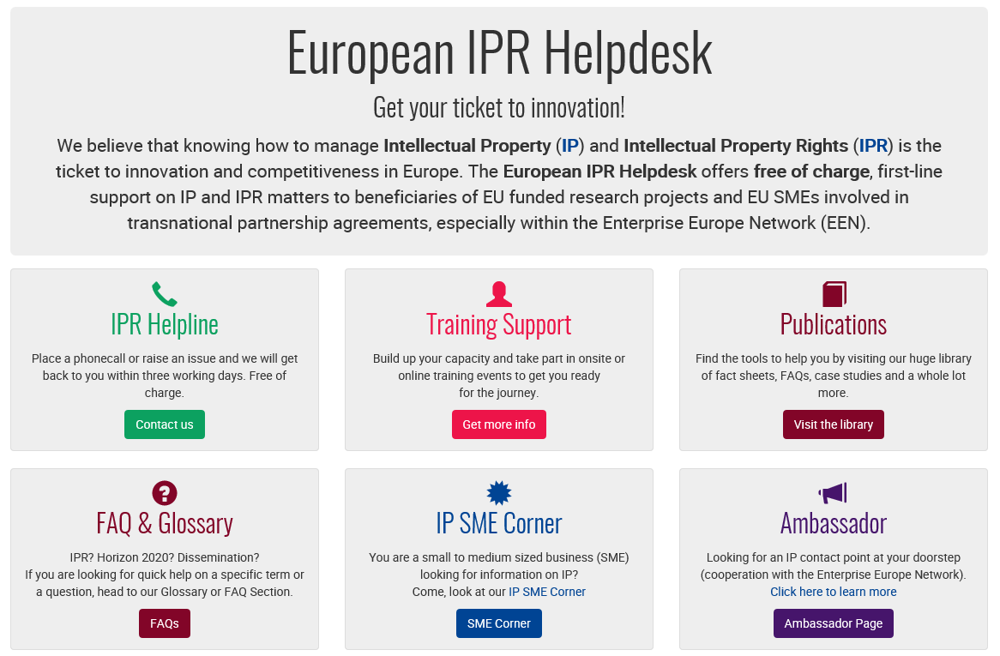 European IPR Helpdesk
Get your ticket to innovation!
We believe that knowing how to manage Intellectual Property (IP) and Intellectual Property Rights (IPR) is the
ticket to innovation and competitiveness in Europe. The European IPR Helpdesk offers free of charge, first-line
support on IP and IPR matters to beneficiaries of EU funded research projects and EU SMEs involved in
transnational partnership agreements, especially within the Enterprise Europe Network (EEN).
IPR Helpline
Place a phonecall or raise an issue and we will get
back to you within three working days. Free of
charge.
Contact us
Training Support
Build up your capacity and take part in onsite or
online training events to get you ready
for the journey.
Get more info
Publications
Find the tools to help you by visiting our huge library
of fact sheets, FAQs, case studies and a whole lot
more.
Visit the library
FAQ & Glossary
IPR? Horizon 2020? Dissemination?
If you are looking for quick help on a specific term or
a question, head to our Glossary or FAQ Section.
FAQs
IP SME Corner
You are a small to medium sized business (SME)
looking for information on IP?
Come, look at our IP SME Corner
SME Corner
Ambassador
Looking for an IP contact point at your doorstep
(cooperation with the Enterprise Europe Network).
Click here to learn more
Ambassador Page